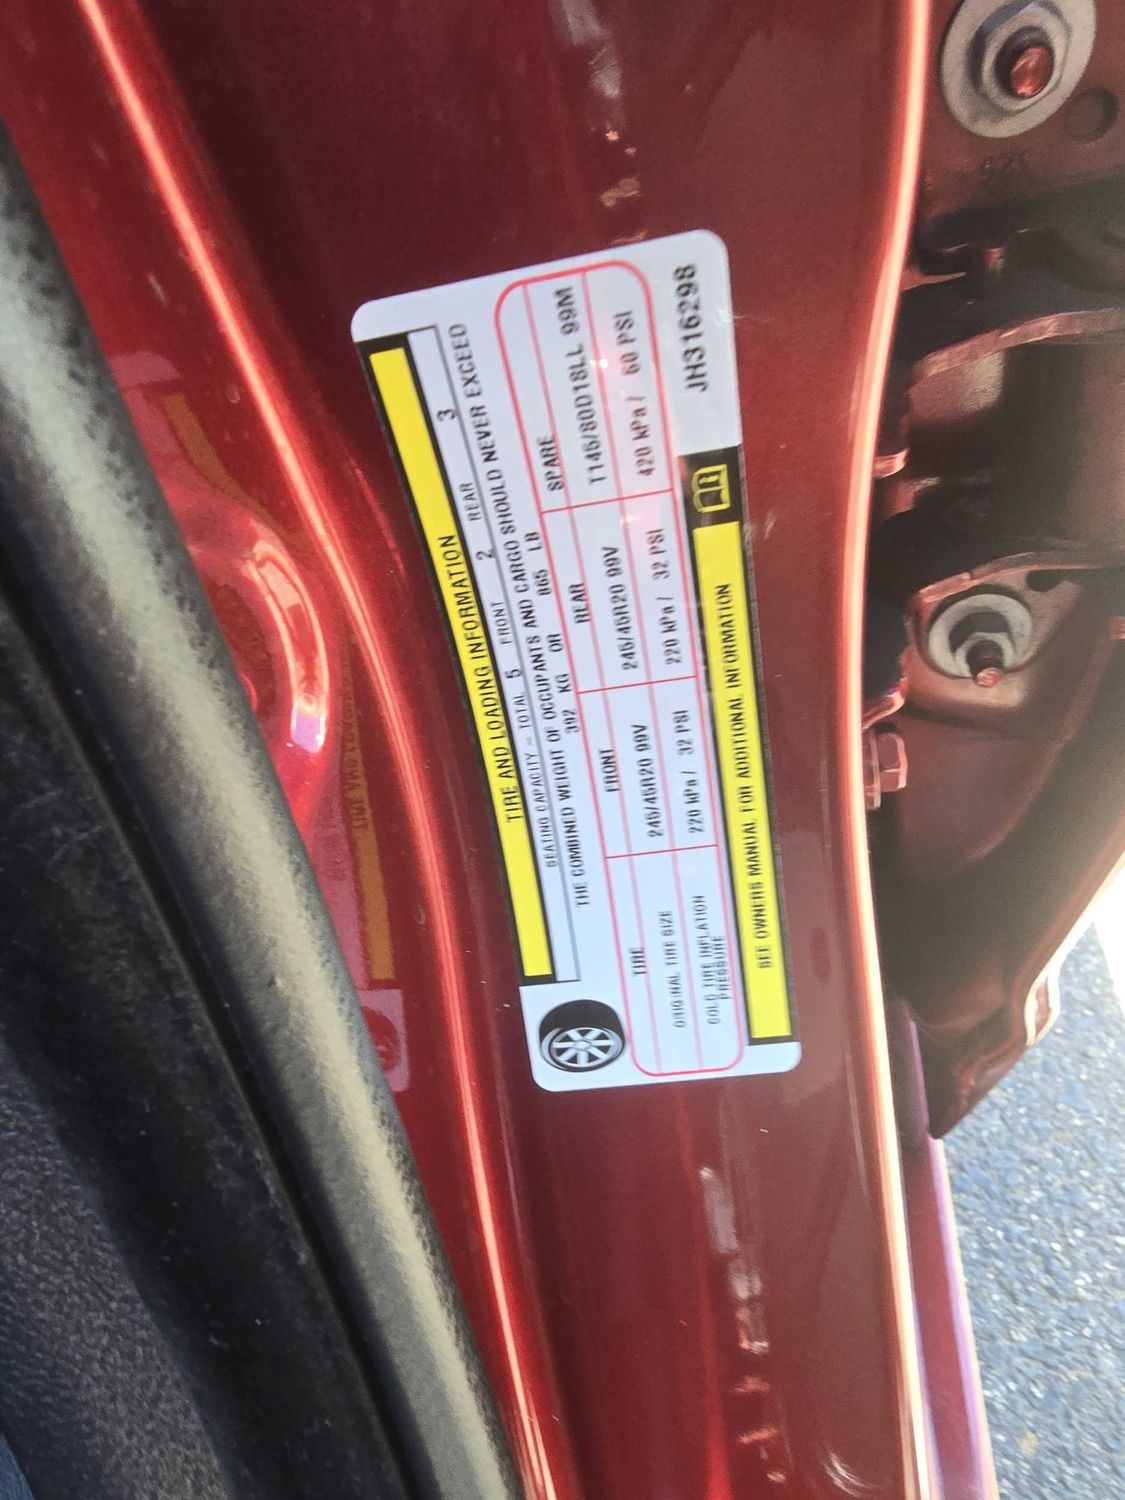 TIRE AND LOADING INFORMATION
SEATING CAPACITY - TOTAL 5 FRONT 2 REAR 3
THE COMBINED WEIGHT OF OCCUPANTS AND CARGO SHOULD NEVER EXCEED
392 KG OR 865 LB
TIRE FRONT REAR SPARE
ORIGINAL TIRE SIZE 245/45R20 99V 245/45R20 99V T145/80D18LL 99M
COLD TIRE INFLATION PRESSURE 220 kPa / 32 PSI 220 kPa / 32 PSI 420 kPa / 60 PSI
SEE OWNERS MANUAL FOR ADDITIONAL INFORMATION
JH316298